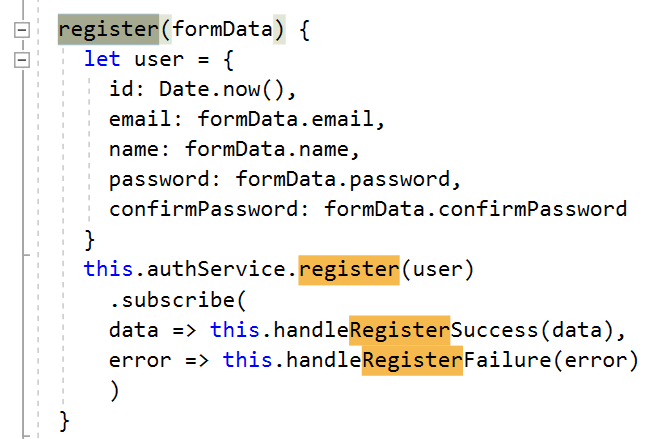 register(formData) {
let user = {
id: Date.now(),
email: formData.email,
name: formData.name,
password: formData.password,
confirmPassword: formData.confirmPassword
}
this.authService.register(user)
.subscribe(
data => this.handleRegisterSuccess(data),
error => this.handleRegisterFailure(error)
)
}